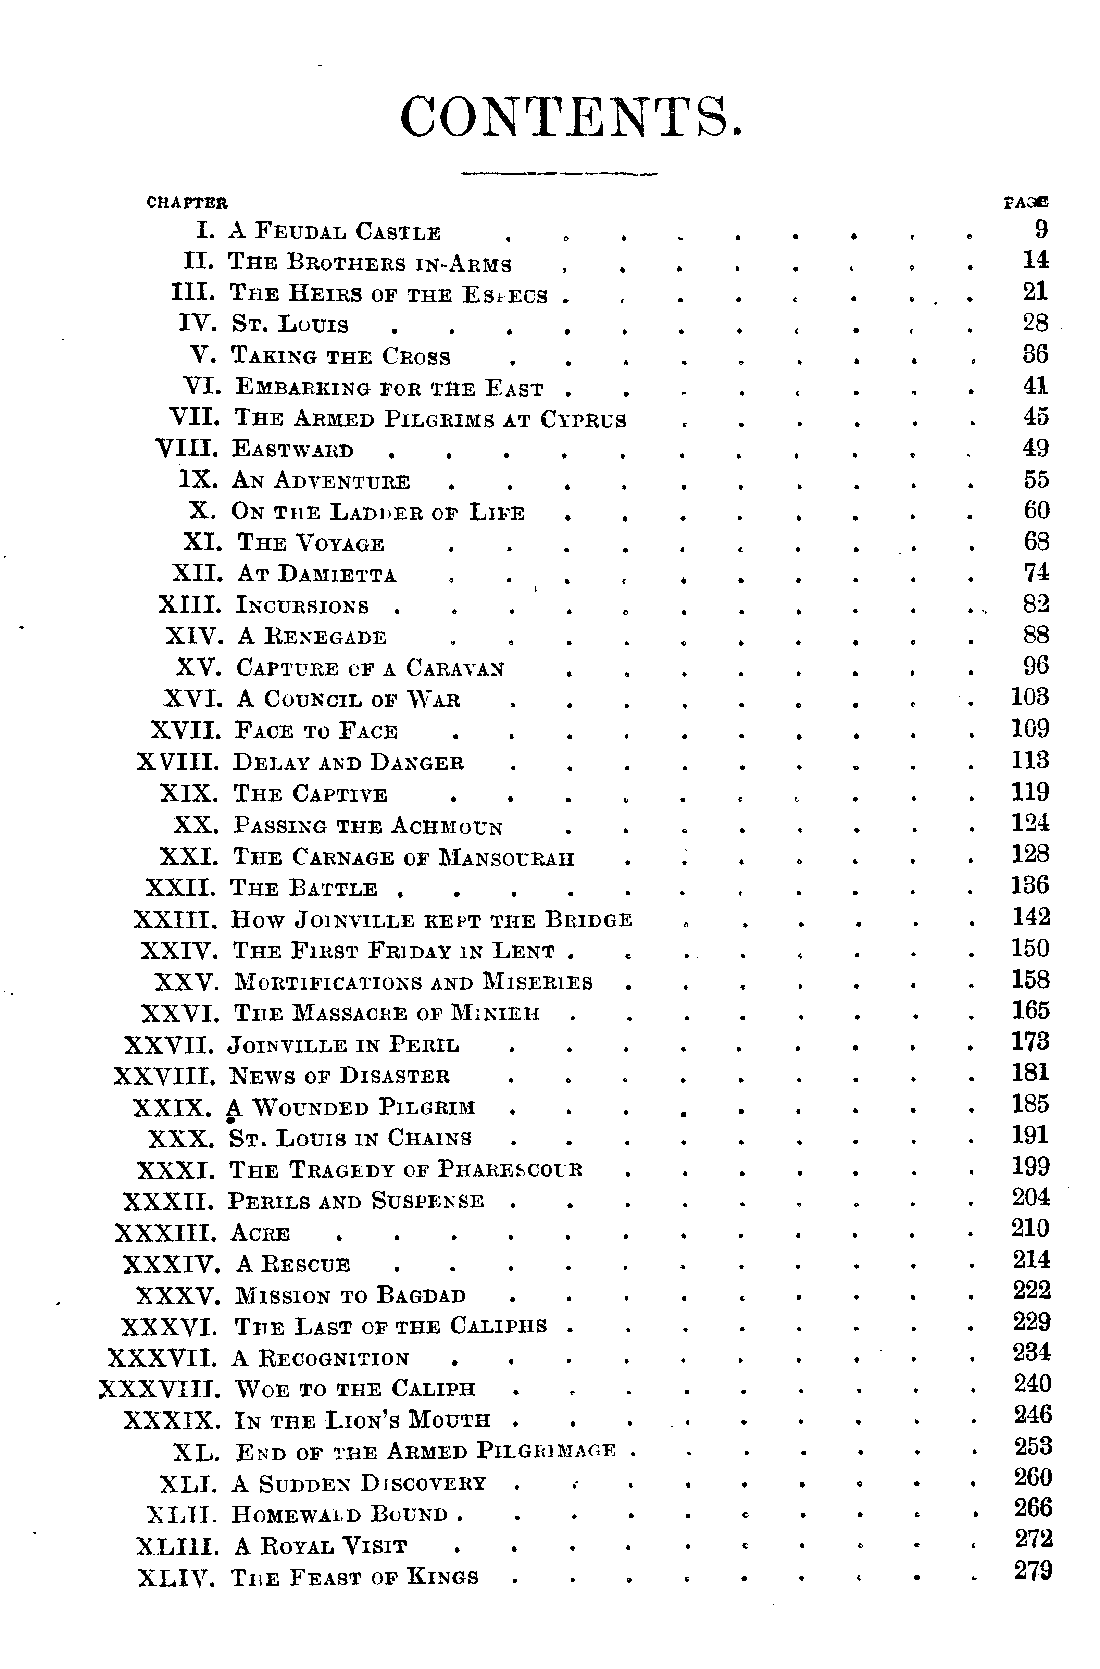 CONTENTS.
CHAPTER PAGE
I. A FEUDAL CASTLE . . . . . . . . . 9
II. THE BROTHERS IN-ARMS . . . . . . . . 14
III. THE HEIRS OF THE ESPECS . . . . . . . . 21
IV. ST. LOUIS . . . . . . . . . . . 28
V. TAKING THE CROSS . . . . . . . . . 36
VI. EMBARKING FOR THE EAST . . . . . . . . 41
VII. THE ARMED PILGRIMS AT CYPRUS . . . . . . 45
VIII. EASTWARD . . . . . . . . . . . 49
IX. AN ADVENTURE . . . . . . . . . . 55
X. ON THE LADDER OF LIFE . . . . . . . . 60
XI. THE VOYAGE . . . . . . . . . . 68
XII. AT DAMIETTA . . . . . . . . . . 74
XIII. INCURSIONS . . . . . . . . . . . 82
XIV. A RENEGADE . . . . . . . . . . 88
XV. CAPTURE OF A CARAVAN . . . . . . . . 96
XVI. A COUNCIL OF WAR . . . . . . . . . 103
XVII. FACE TO FACE . . . . . . . . . . 109
XVIII. DELAY AND DANGER . . . . . . . . . 113
XIX. THE CAPTIVE . . . . . . . . . . 119
XX. PASSING THE ACHMOUN . . . . . . . . 124
XXI. THE CARNAGE OF MANSOURAH . . . . . . . 128
XXII. THE BATTLE . . . . . . . . . . . 136
XXIII. HOW JOINVILLE KEPT THE BRIDGE . . . . . . 142
XXIV. THE FIRST FRIDAY IN LENT . . . . . . . . 150
XXV. MORTIFICATIONS AND MISERIES . . . . . . . 158
XXVI. THE MASSACRE OF MINIEH . . . . . . . . 165
XXVII. JOINVILLE IN PERIL . . . . . . . . . 173
XXVIII. NEWS OF DISASTER . . . . . . . . . 181
XXIX. A WOUNDED PILGRIM . . . . . . . . . 185
XXX. ST. LOUIS IN CHAINS . . . . . . . . . 191
XXXI. THE TRAGEDY OF PHARESCOUR . . . . . . . 199
XXXII. PERILS AND SUSPENSE . . . . . . . . . 204
XXXIII. ACRE . . . . . . . . . . . . 210
XXXIV. A RESCUE . . . . . . . . . . . 214
XXXV. MISSION TO BAGDAD . . . . . . . . . 222
XXXVI. THE LAST OF THE CALIPHS . . . . . . . . 229
XXXVII. A RECOGNITION . . . . . . . . . . 234
XXXVIII. WOE TO THE CALIPH . . . . . . . . . 240
XXXIX. IN THE LION'S MOUTH . . . . . . . . . 246
XL. END OF THE ARMED PILGRIMAGE . . . . . . . 253
XLI. A SUDDEN DISCOVERY . . . . . . . . . 260
XLII. HOMEWARD BOUND . . . . . . . . . . 266
XLIII. A ROYAL VISIT . . . . . . . . . . 272
XLIV. THE FEAST OF KINGS . . . . . . . . . 279